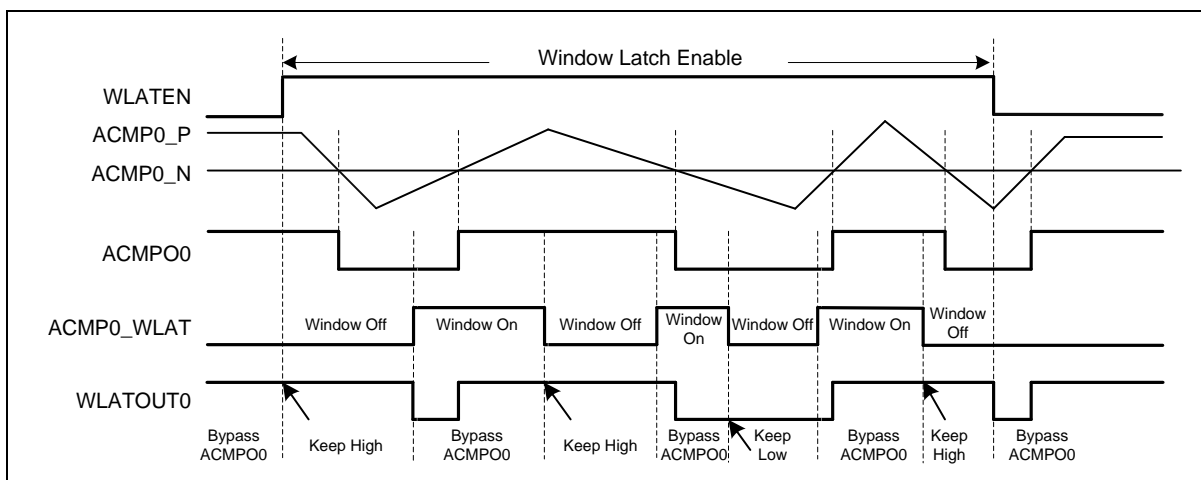 Window Latch Enable
WLATEN
ACMP0_P
ACMP0_N
ACMPO0
ACMP0_WLAT
Window Off
Window On
Window Off
Window
On
Window Off
Window On
Window
Off
WLATOUT0
Bypass
ACMPO0
Keep High
Bypass
ACMPO0
Keep High
Bypass
ACMPO0
Keep
Low
Bypass
ACMPO0
Keep
High
Bypass
ACMPO0